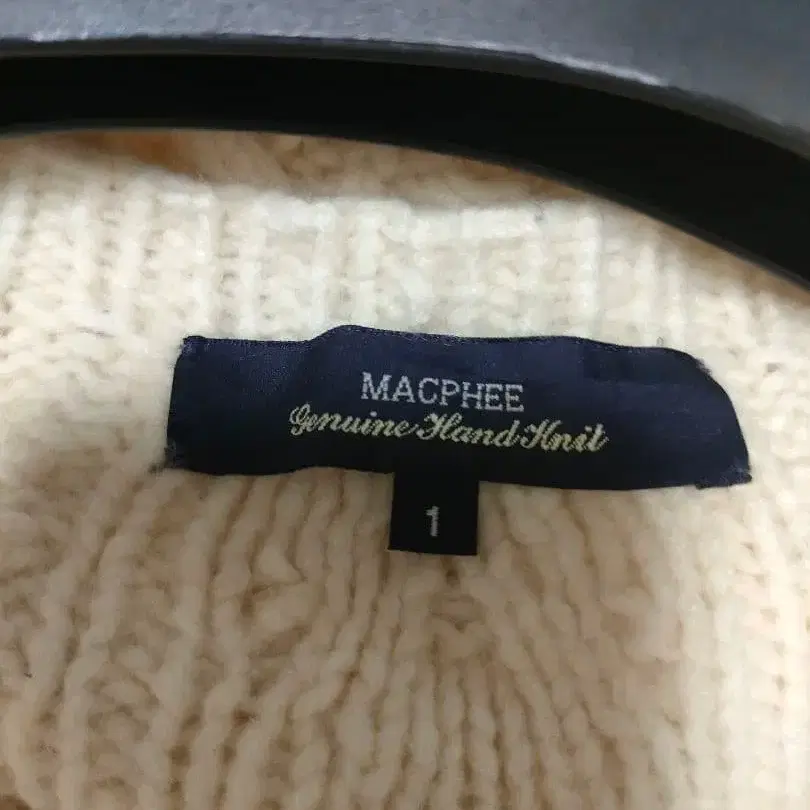 MACPHEE
Genuine Hand Knit
1